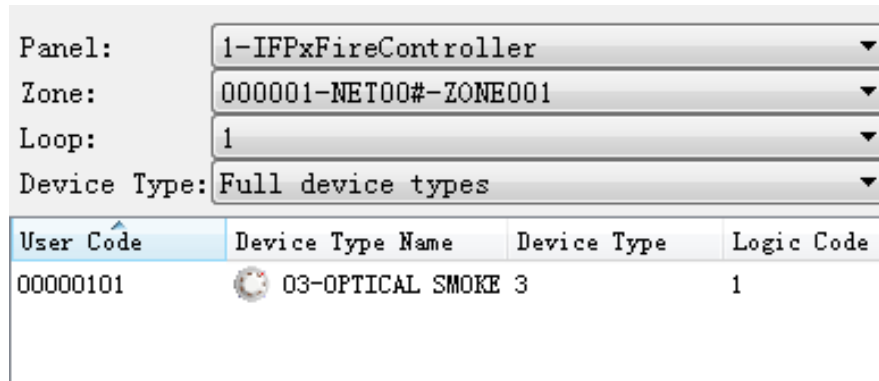 Panel: 1-IFPxFireController
Zone: 000001-NET00#-ZONE001
Loop: 1
Device Type: Full device types
User Code Device Type Name Device Type Logic Code
00000101 03-OPTICAL SMOKE 3 1